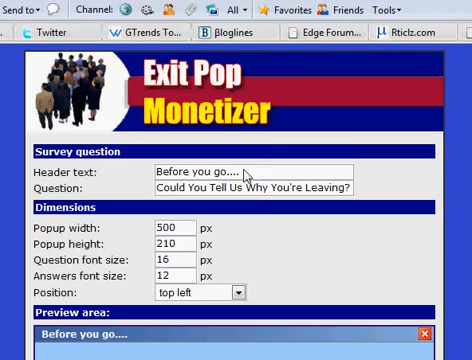 Send to Channel: All Favorites Friends Tools
Twitter GTrends To... βloglines Edge Forum... Rticlz.com
Exit Pop
Monetizer
Survey question
Header text: Before you go....
Question: Could You Tell Us Why You're Leaving?
Dimensions
Popup width: 500 px
Popup height: 210 px
Question font size: 16 px
Answers font size: 12 px
Position: top left
Preview area:
Before you go....